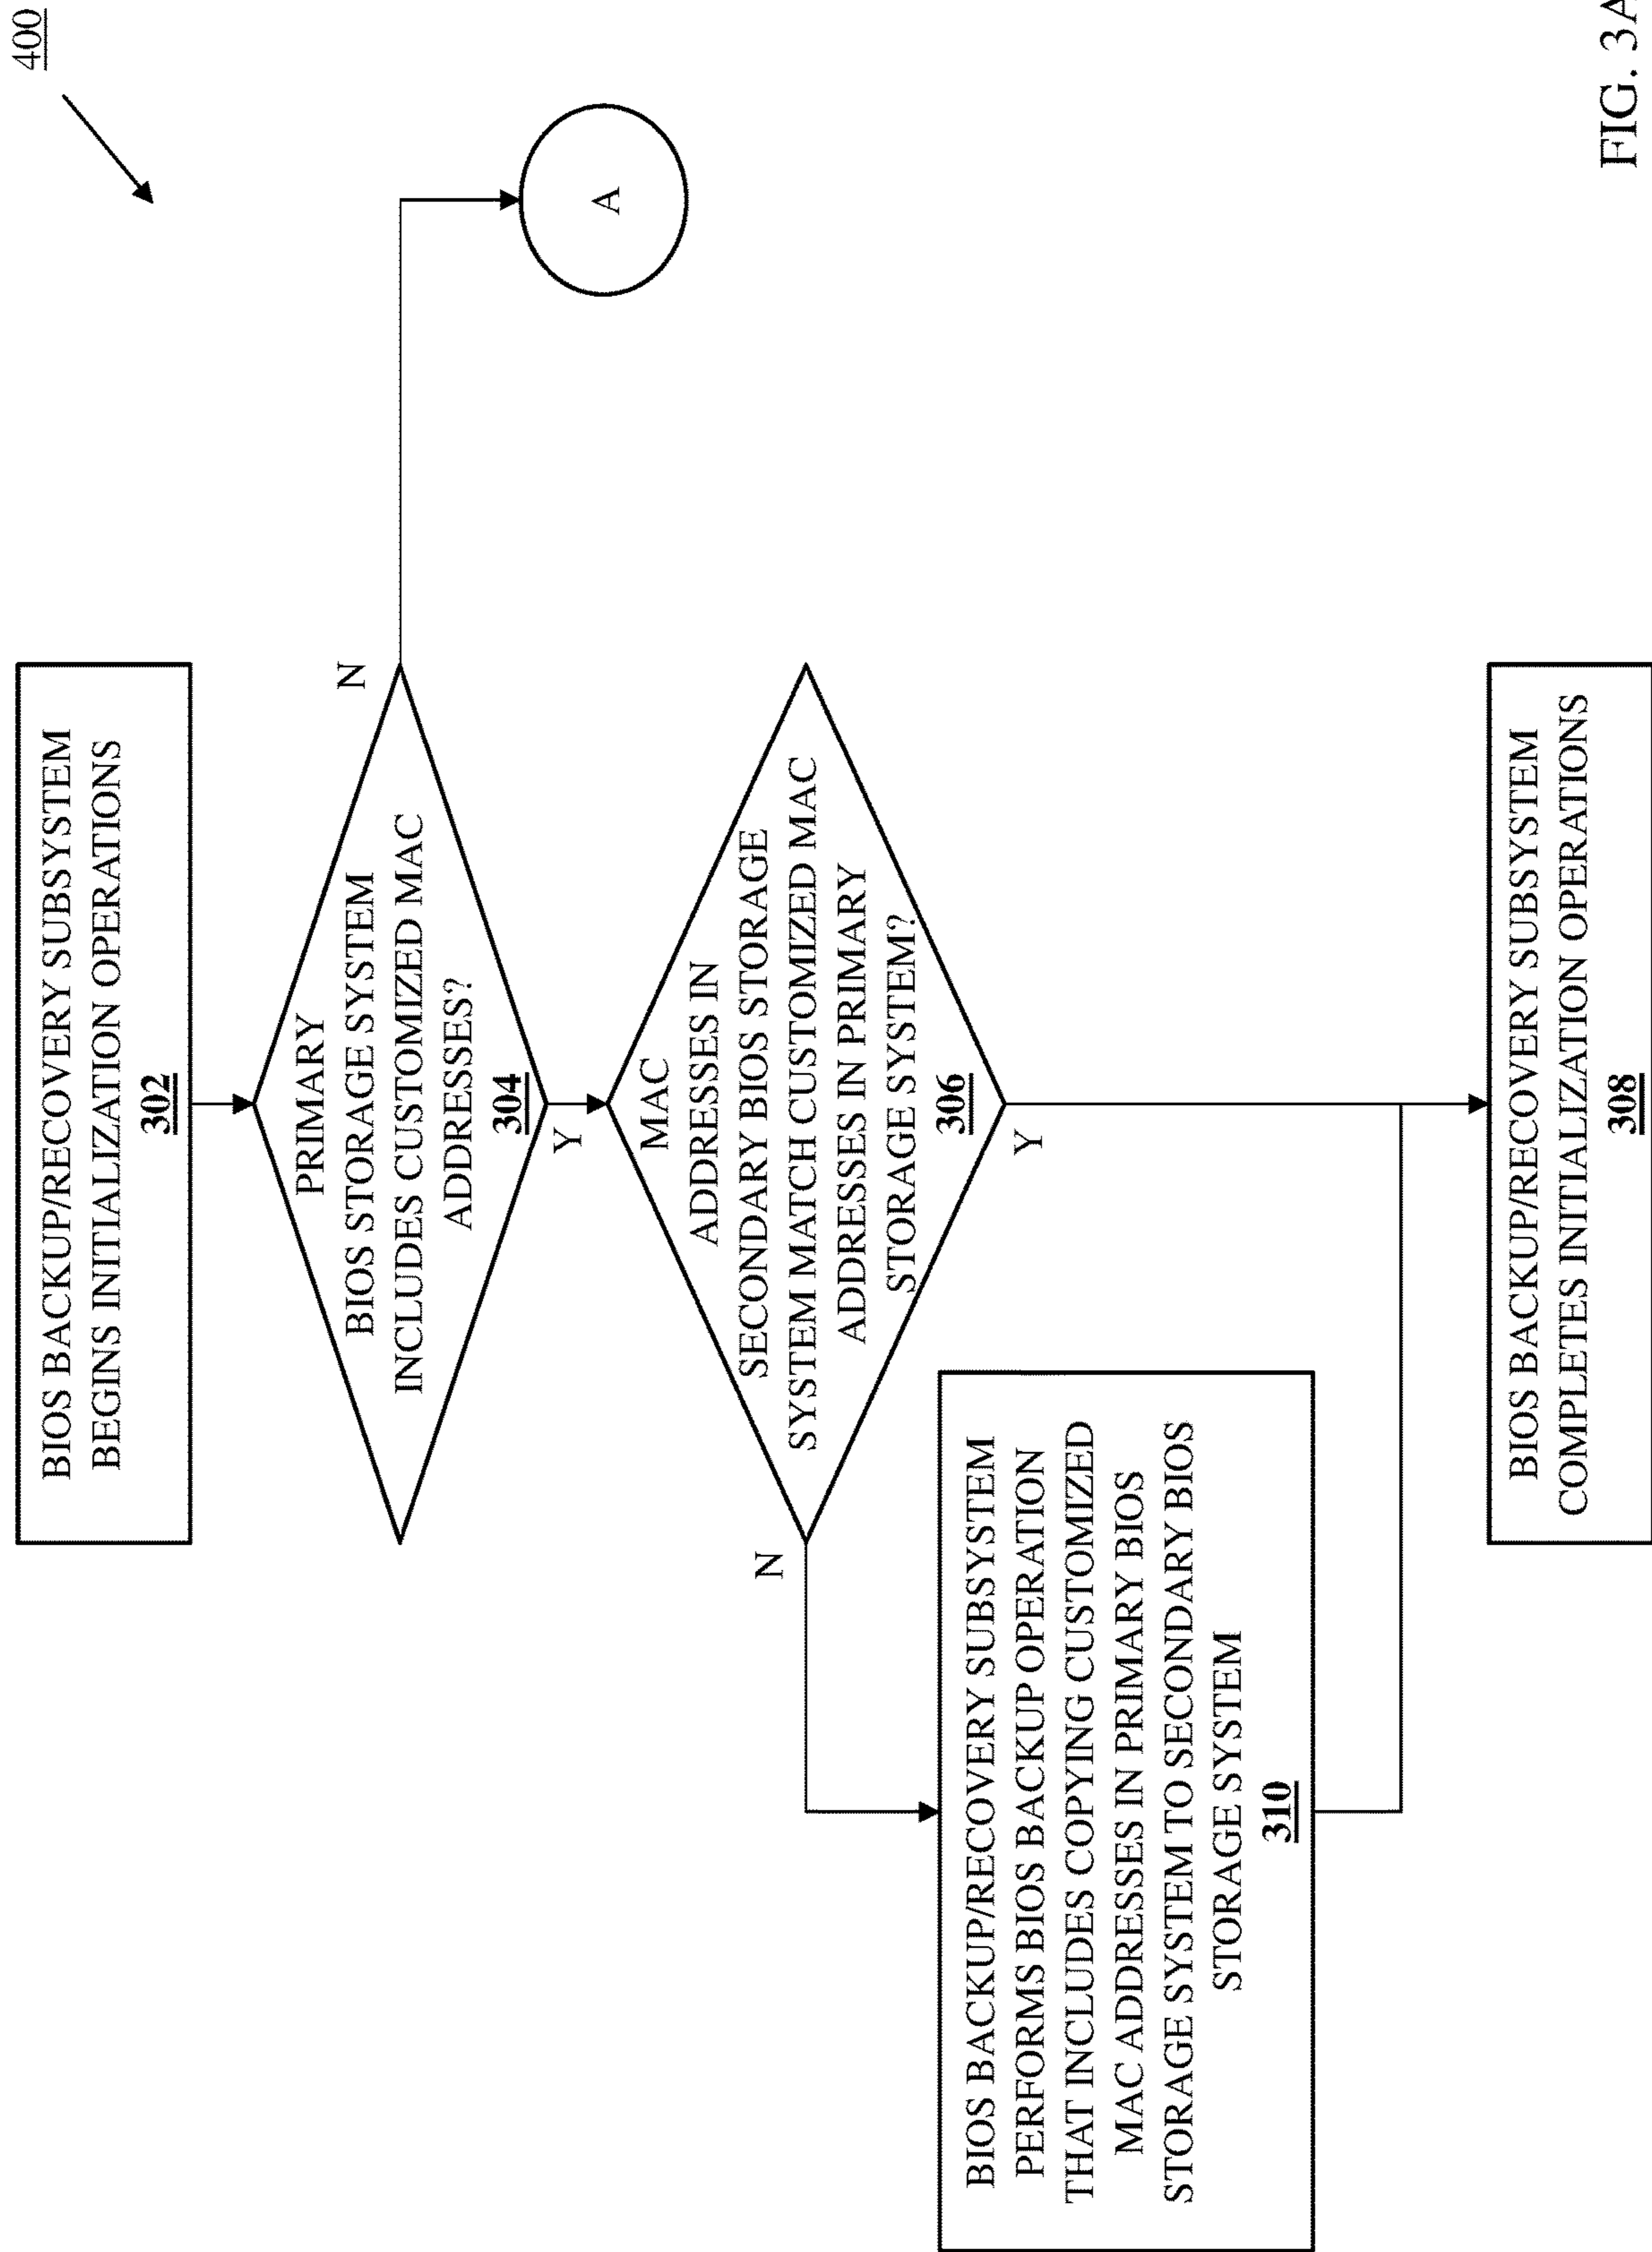 400
BIOS BACKUP/RECOVERY SUBSYSTEM
BEGINS INITIALIZATION OPERATIONS
302
PRIMARY
BIOS STORAGE SYSTEM
INCLUDES CUSTOMIZED MAC
ADDRESSES?
304
N
A
Y
MAC
ADDRESSES IN
SECONDARY BIOS STORAGE
SYSTEM MATCH CUSTOMIZED MAC
ADDRESSES IN PRIMARY
STORAGE SYSTEM?
306
N
Y
BIOS BACKUP/RECOVERY SUBSYSTEM
PERFORMS BIOS BACKUP OPERATION
THAT INCLUDES COPYING CUSTOMIZED
MAC ADDRESSES IN PRIMARY BIOS
STORAGE SYSTEM TO SECONDARY BIOS
STORAGE SYSTEM
310
BIOS BACKUP/RECOVERY SUBSYSTEM
COMPLETES INITIALIZATION OPERATIONS
308
FIG. 3A